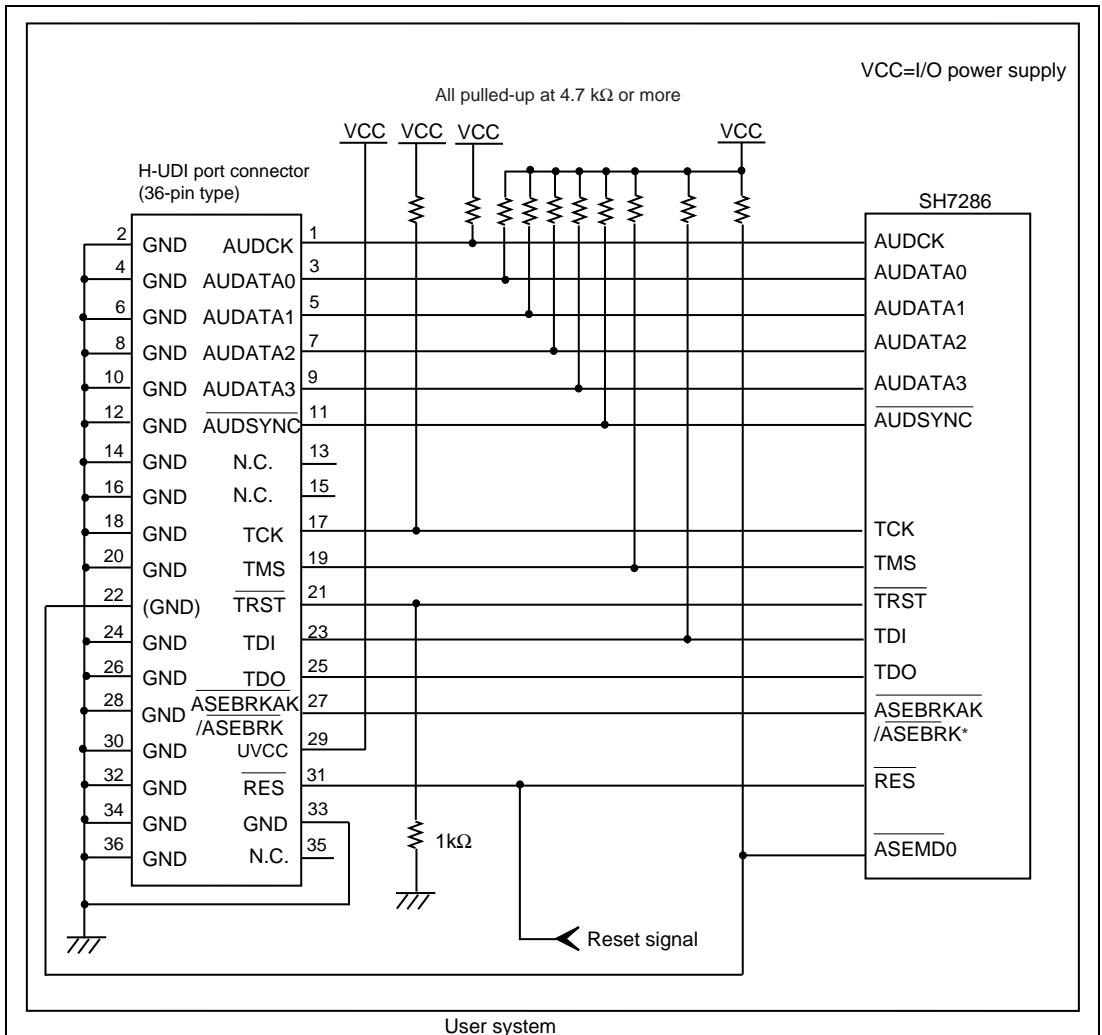 VCC=I/O power supply
All pulled-up at 4.7 kΩ or more
VCC VCC VCC VCC
H-UDI port connector
(36-pin type)
SH7286
2 GND AUDCK 1 AUDCK
4 GND AUDATA0 3 AUDATA0
6 GND AUDATA1 5 AUDATA1
8 GND AUDATA2 7 AUDATA2
10 GND AUDATA3 9 AUDATA3
12 GND AUDSYNC 11 AUDSYNC
14 GND N.C. 13
16 GND N.C. 15
18 GND TCK 17 TCK
20 GND TMS 19 TMS
22 (GND) TRST 21 TRST
24 GND TDI 23 TDI
26 GND TDO 25 TDO
28 GND ASEBRKAK 27 ASEBRKAK
/ASEBRK /ASEBRK*
30 GND UVCC 29
32 GND RES 31 RES
34 GND GND 33
36 GND N.C. 35
1kΩ
ASEMD0
Reset signal
User system